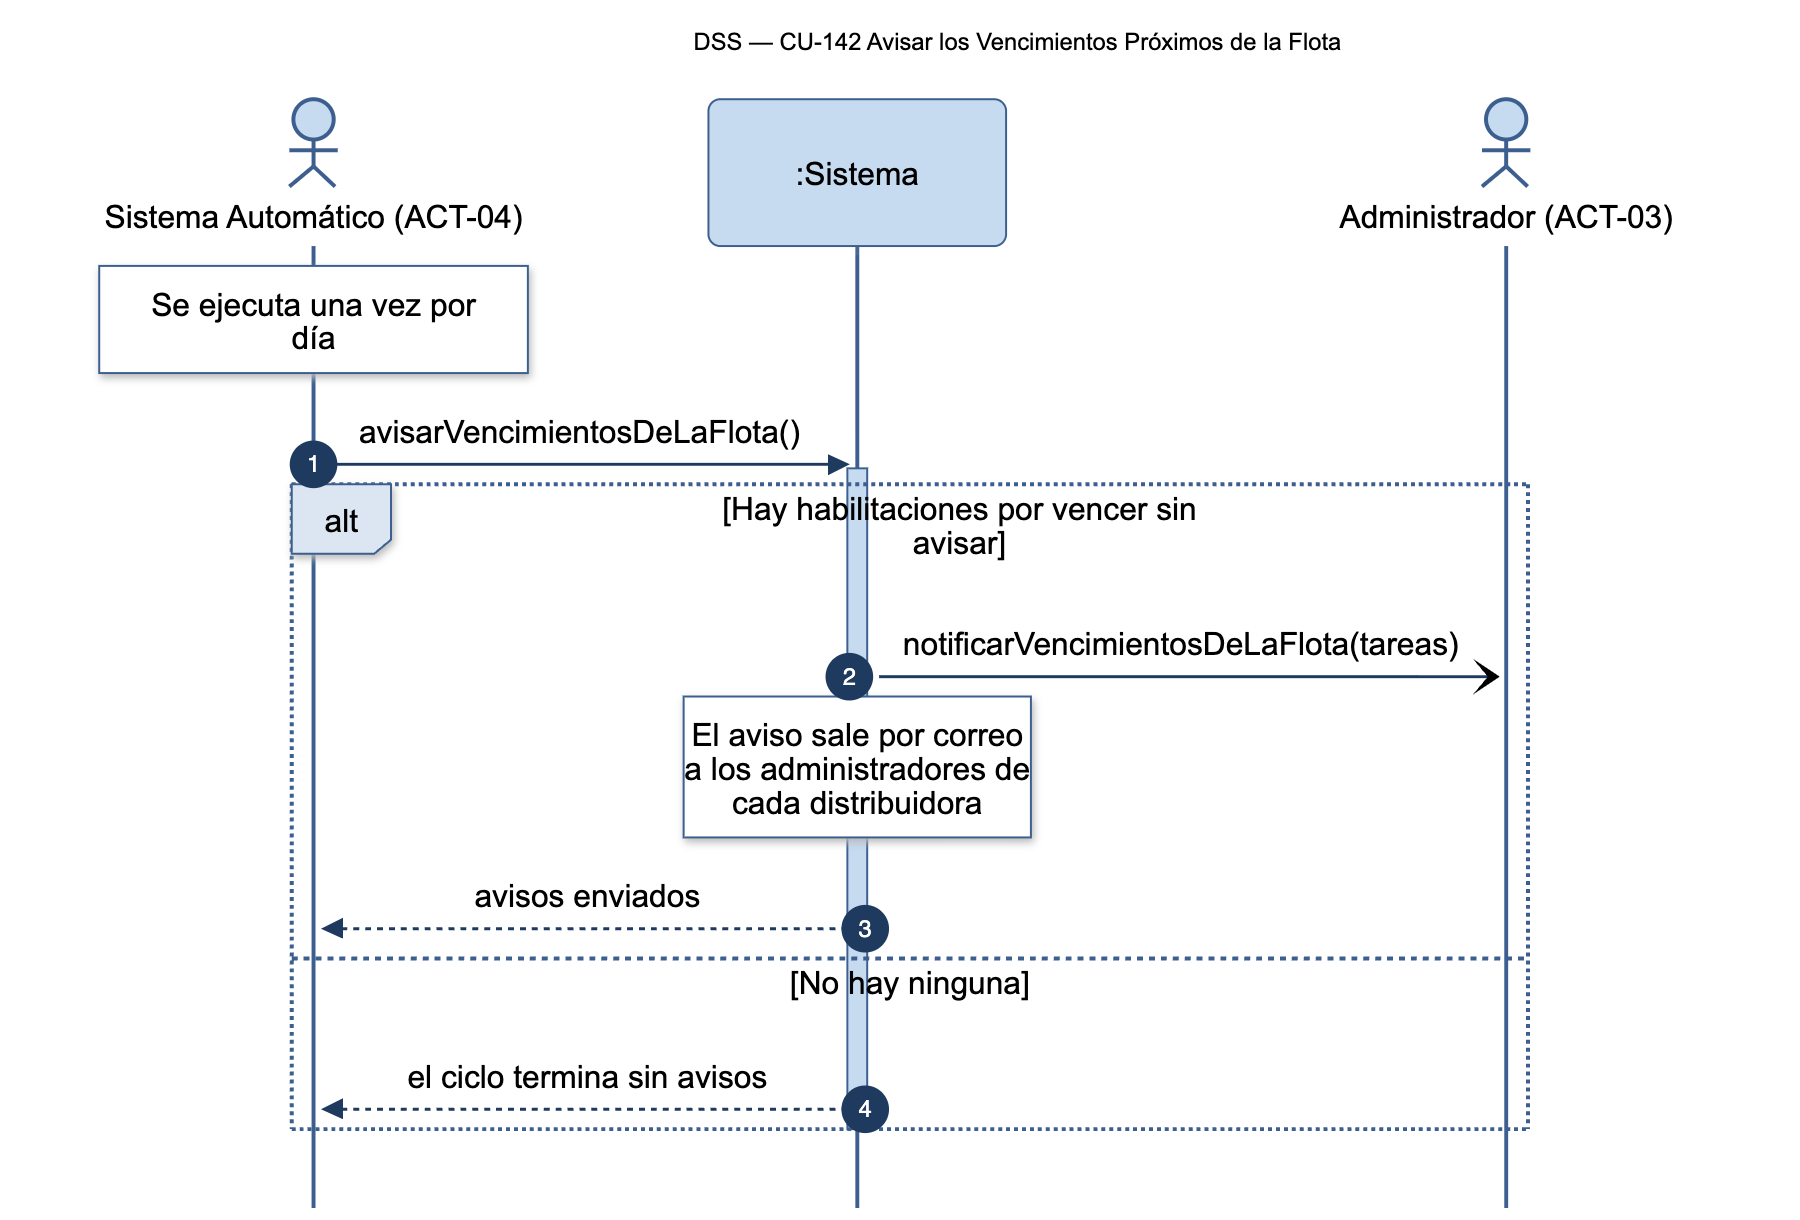 DSS — CU-142 Avisar los Vencimientos Próximos de la Flota
Sistema Automático (ACT-04)
:Sistema
Administrador (ACT-03)
Se ejecuta una vez por
día
avisarVencimientosDeLaFlota()
1
alt
[Hay habilitaciones por vencer sin
avisar]
notificarVencimientosDeLaFlota(tareas)
2
El aviso sale por correo
a los administradores de
cada distribuidora
avisos enviados
3
[No hay ninguna]
el ciclo termina sin avisos
4